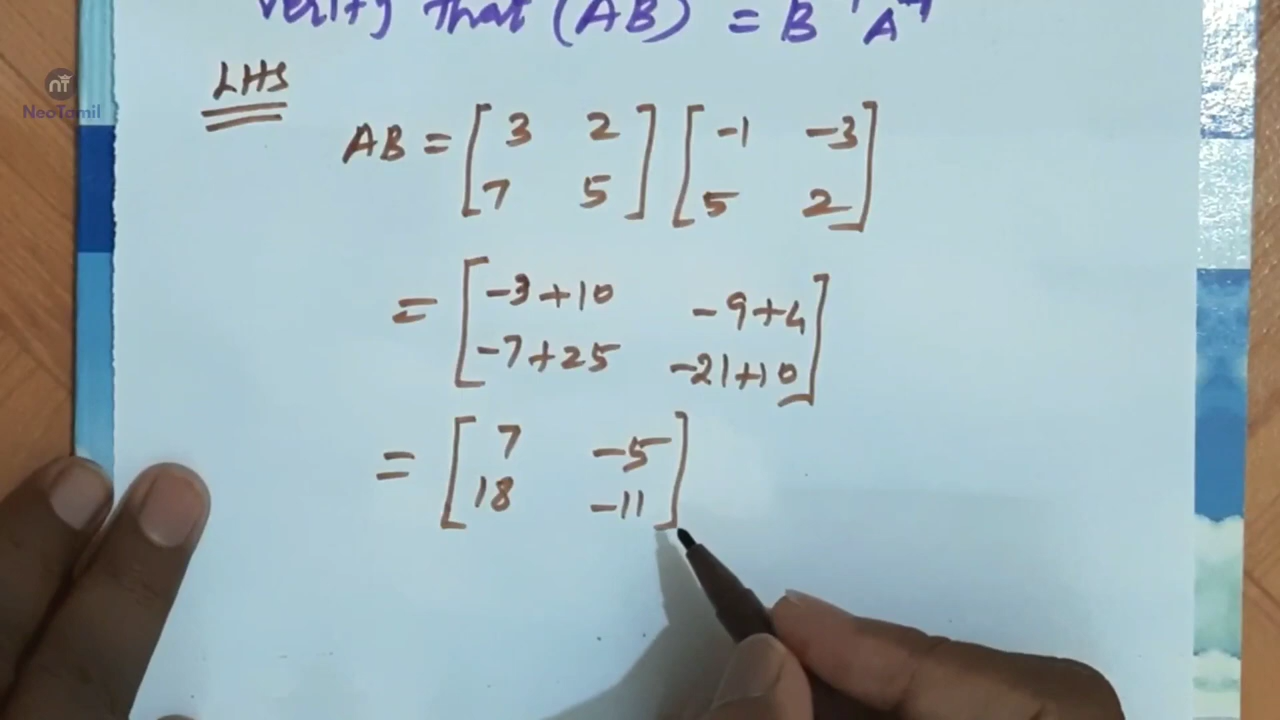 Verify that (AB) = B⁻¹ A⁻¹
NeoTamil
LHS
AB = [ 3 2 ] [ -1 -3 ]
[ 7 5 ] [ 5 2 ]
= [ -3+10 -9+4 ]
[ -7+25 -21+10 ]
= [ 7 -5 ]
[ 18 -11 ]